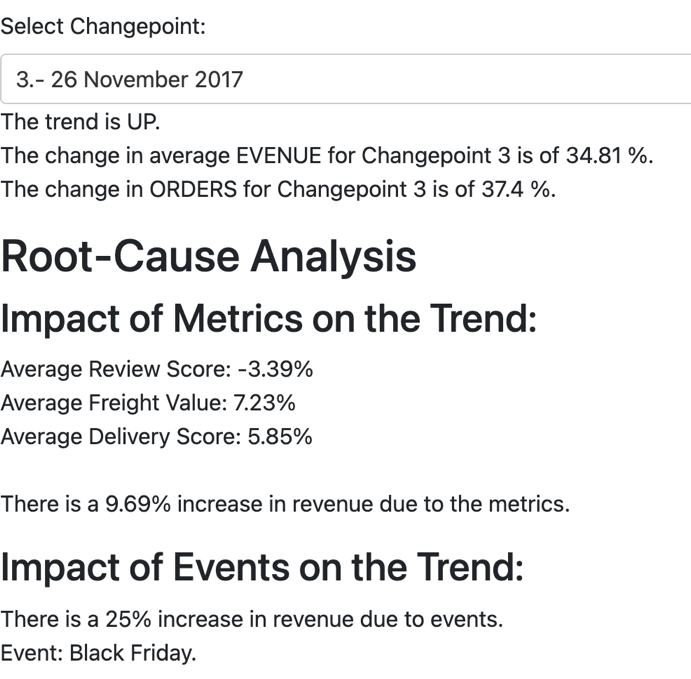 Select Changepoint:
3.- 26 November 2017
The trend is UP.
The change in average EVENUE for Changepoint 3 is of 34.81 %.
The change in ORDERS for Changepoint 3 is of 37.4 %.
Root-Cause Analysis
Impact of Metrics on the Trend:
Average Review Score: -3.39%
Average Freight Value: 7.23%
Average Delivery Score: 5.85%
There is a 9.69% increase in revenue due to the metrics.
Impact of Events on the Trend:
There is a 25% increase in revenue due to events.
Event: Black Friday.